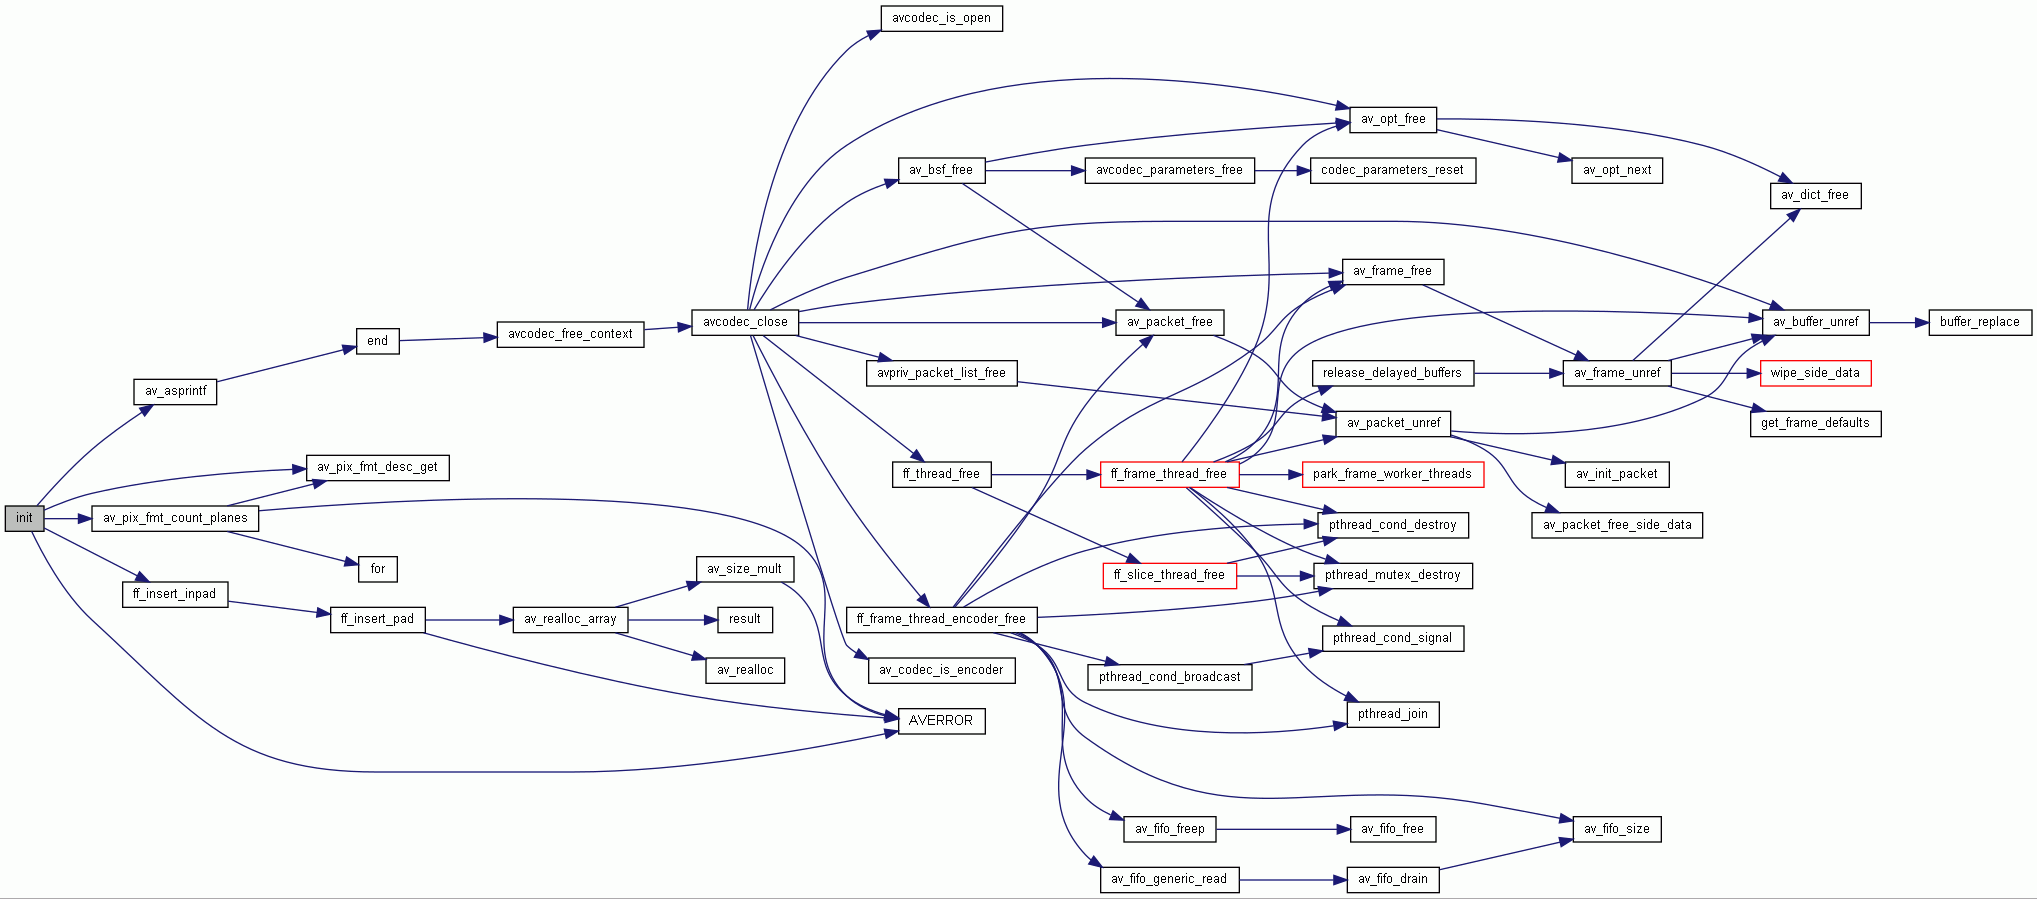 avcodec_is_open
av_opt_free
av_bsf_free
avcodec_parameters_free
codec_parameters_reset
av_opt_next
av_dict_free
av_frame_free
avcodec_close
av_packet_free
av_buffer_unref
buffer_replace
avcodec_free_context
end
avpriv_packet_list_free
release_delayed_buffers
av_frame_unref
wipe_side_data
av_asprintf
av_packet_unref
get_frame_defaults
av_pix_fmt_desc_get
ff_thread_free
ff_frame_thread_free
park_frame_worker_threads
av_init_packet
init
av_pix_fmt_count_planes
pthread_cond_destroy
av_packet_free_side_data
for
av_size_mult
ff_slice_thread_free
pthread_mutex_destroy
ff_insert_inpad
ff_insert_pad
av_realloc_array
result
ff_frame_thread_encoder_free
pthread_cond_signal
av_realloc
av_codec_is_encoder
pthread_cond_broadcast
AVERROR
pthread_join
av_fifo_freep
av_fifo_free
av_fifo_size
av_fifo_generic_read
av_fifo_drain